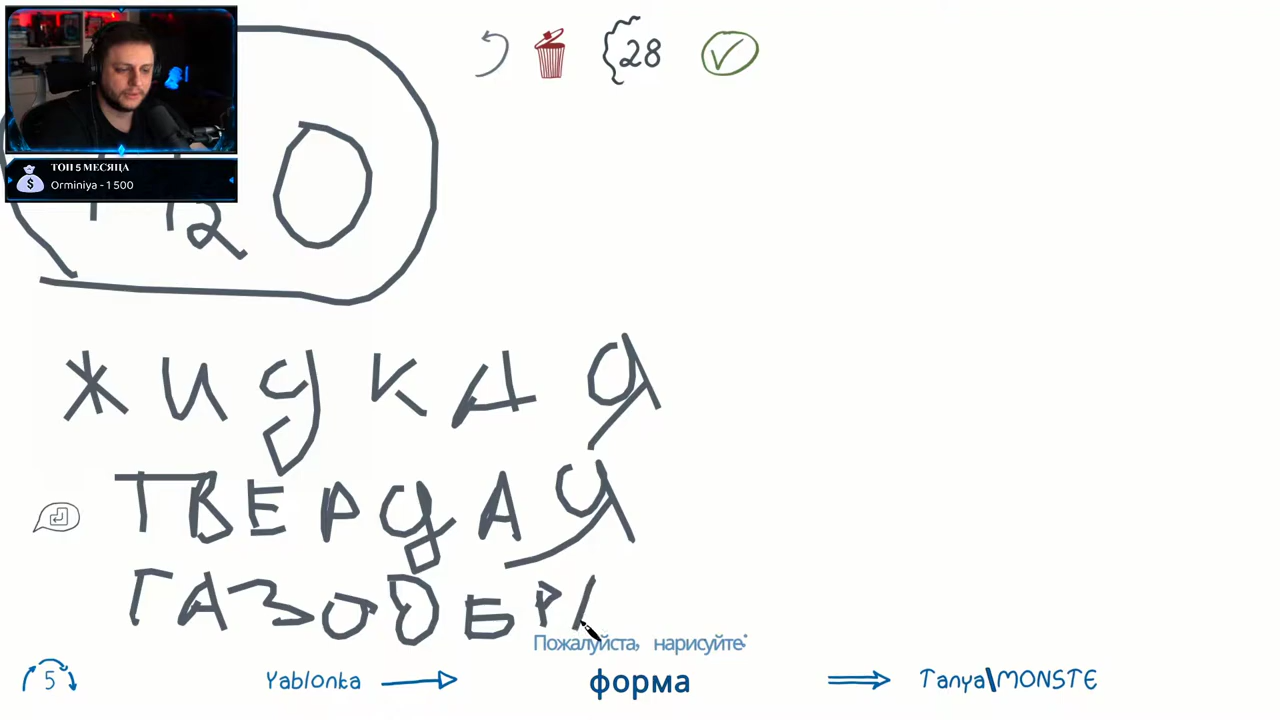 28
ТОП 5 МЕСЯЦА
Orminiya - 1 500
H2O
ЖИДКАЯ
ТВЕРДАЯ
ГАЗООБР
Пожалуйста, нарисуйте:
5 Yablonka форма Tanya\MONSTE